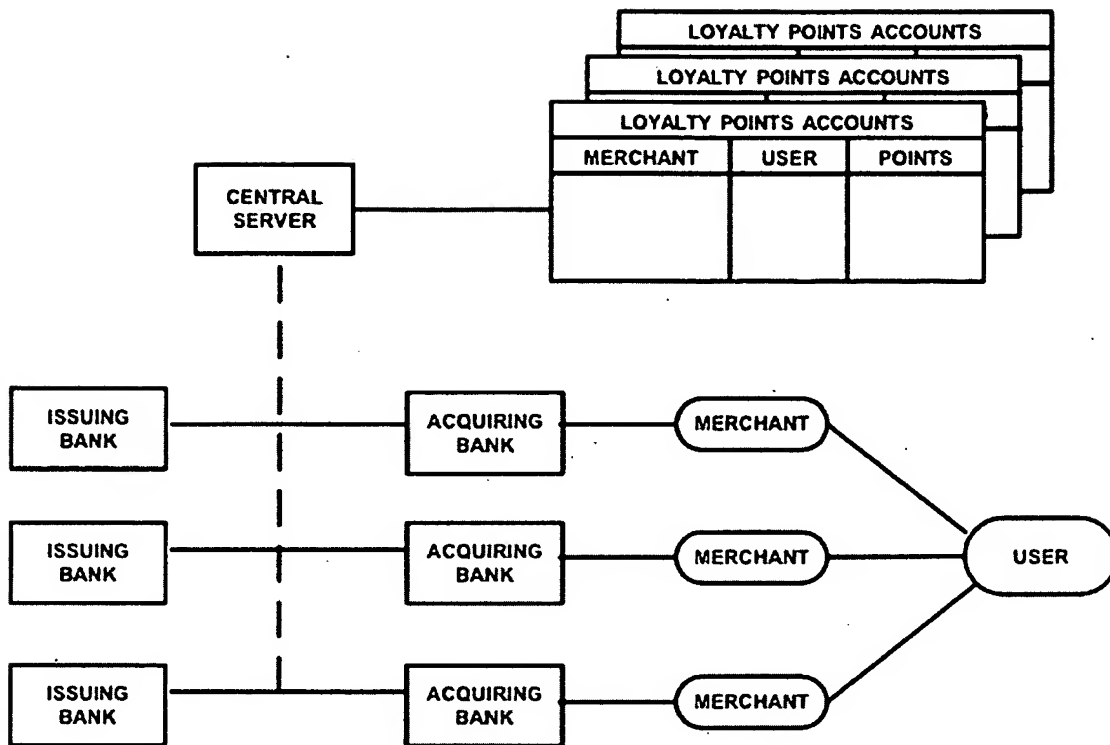 LOYALTY POINTS ACCOUNTS
LOYALTY POINTS ACCOUNTS
LOYALTY POINTS ACCOUNTS
MERCHANT USER POINTS
CENTRAL
SERVER
ISSUING
BANK
ACQUIRING
BANK
MERCHANT
ISSUING
BANK
ACQUIRING
BANK
MERCHANT
USER
ISSUING
BANK
ACQUIRING
BANK
MERCHANT